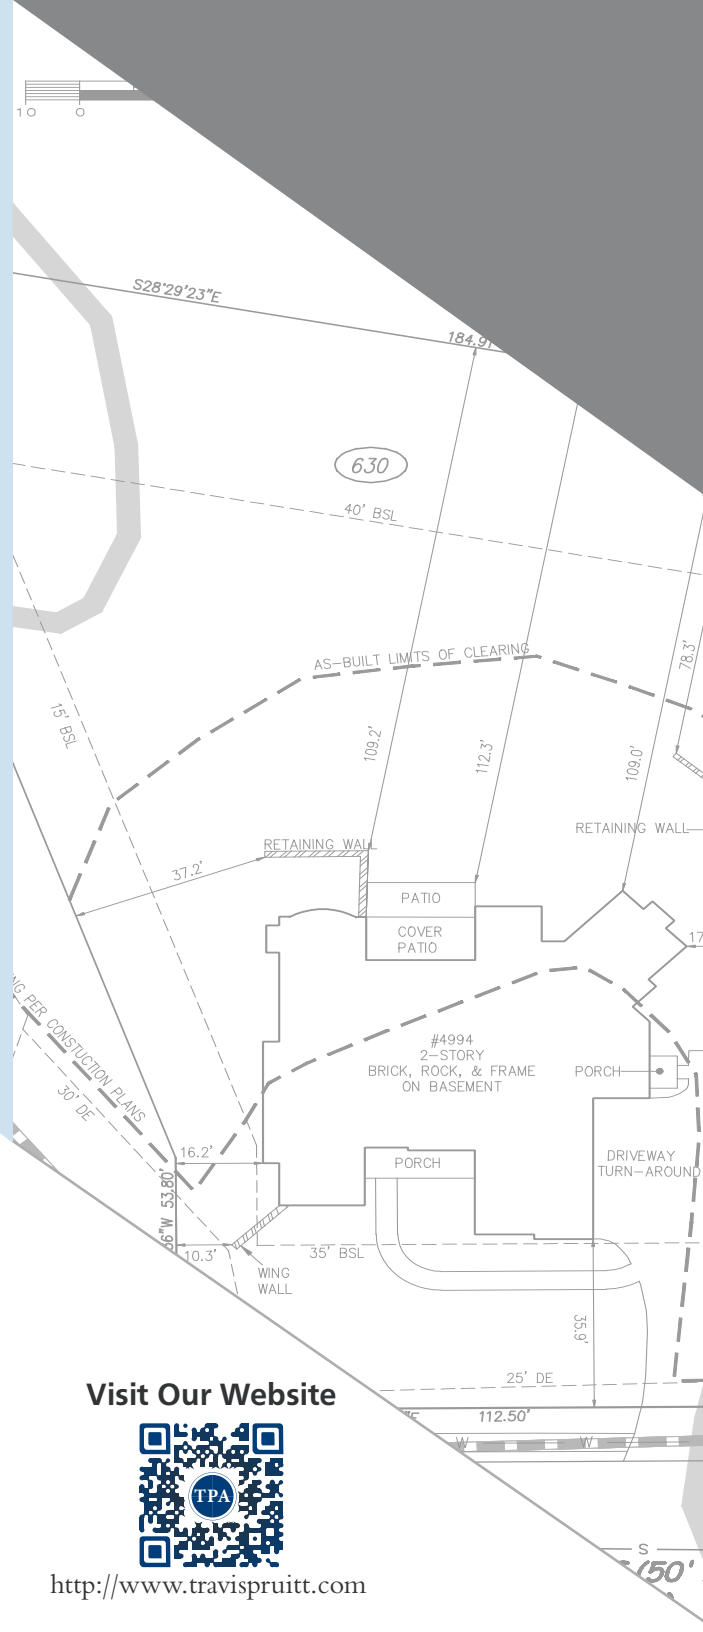 10 0
S28°29'23"E
184.91
630
40' BSL
AS-BUILT LIMITS OF CLEARING
78.3'
15' BSL
109.2'
112.3'
109.0'
RETAINING WALL
RETAINING WALL
37.2'
PATIO
COVER
PATIO
17
NG PER CONSTUCTION PLANS
30' DE
#4994
2-STORY
BRICK, ROCK, & FRAME
ON BASEMENT
PORCH
16.2'
PORCH
DRIVEWAY
TURN-AROUND
56"W 53.80'
10.3'
35' BSL
WING
WALL
35.9'
25' DE
"E 112.50'
W W
Visit Our Website
TPA
http://www.travispruitt.com
S
(50'